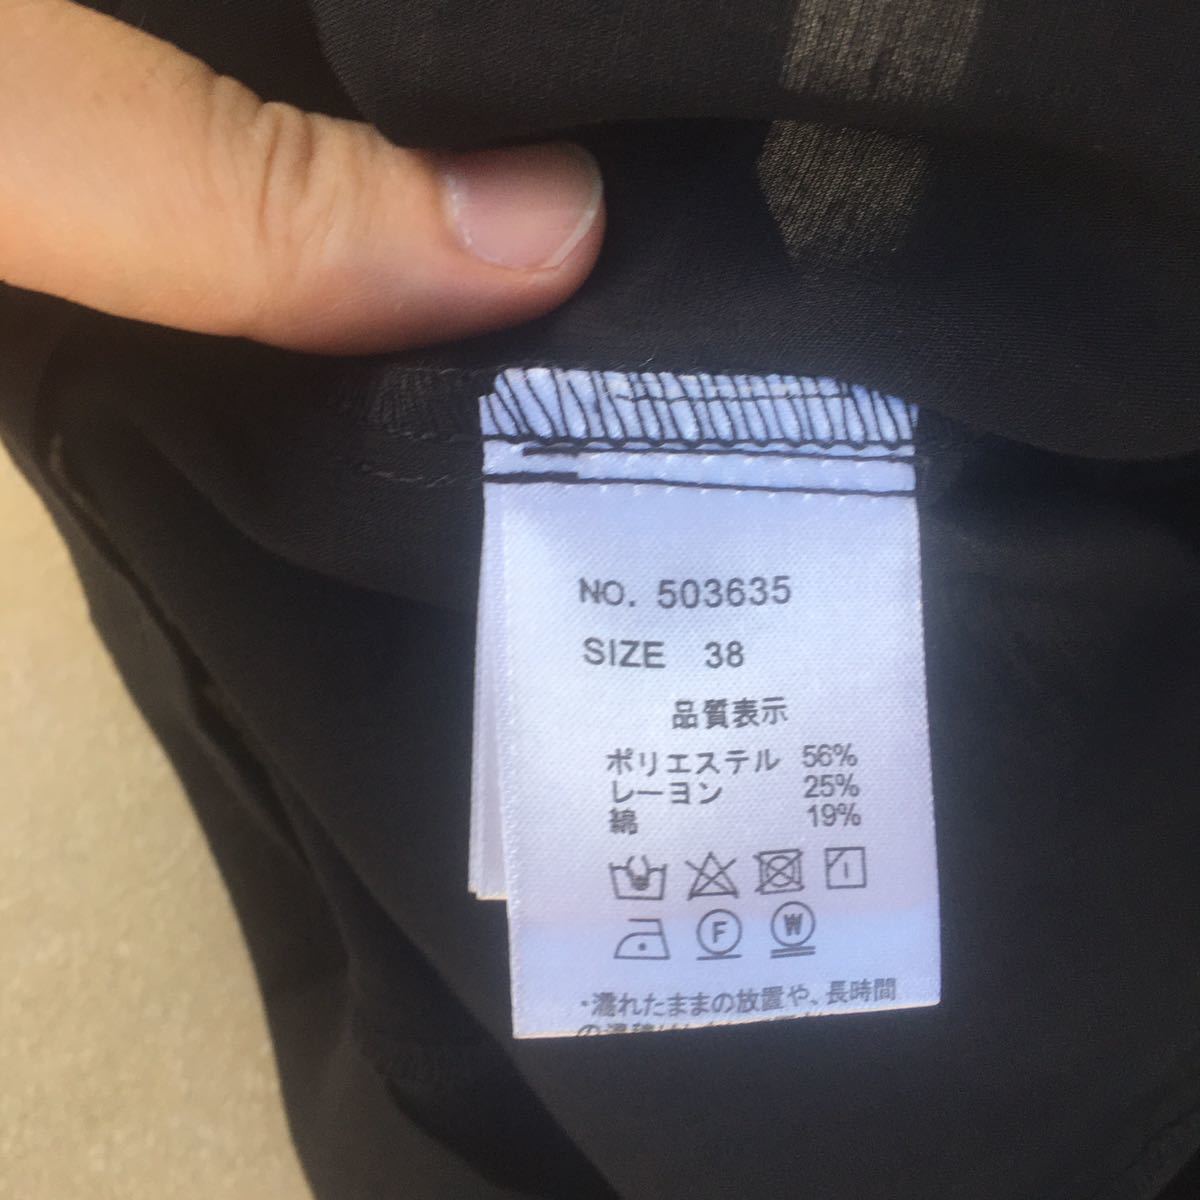 NO. 503635
SIZE 38
品質表示
ポリエステル 56%
レーヨン 25%
綿 19%
F W
・濡れたままの放置や、長時間